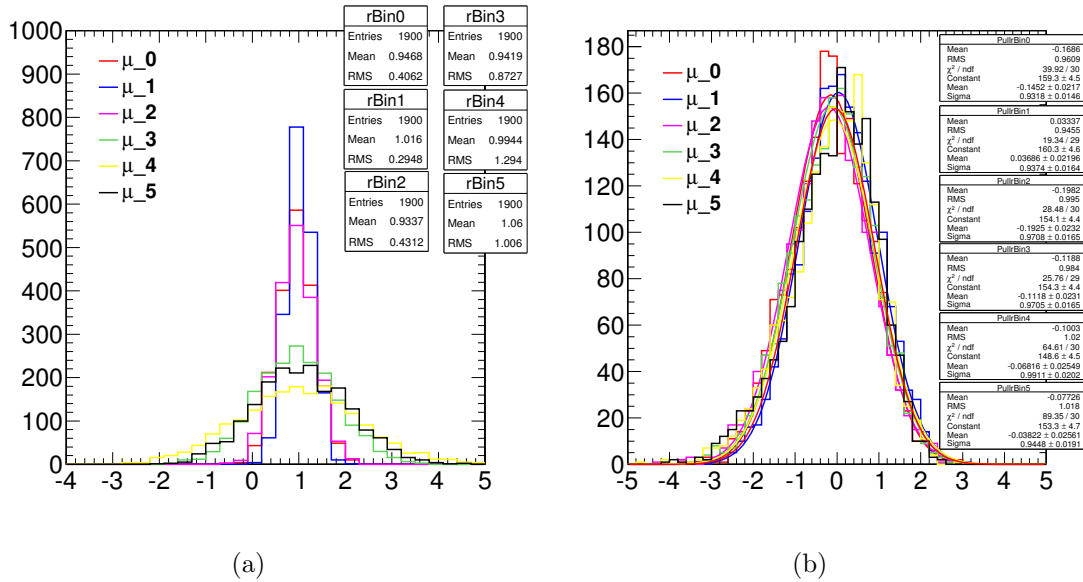 1000
900
800
700
600
500
400
300
200
100
0
-5 -4 -3 -2 -1 0 1 2 3 4 5
μ_0
μ_1
μ_2
μ_3
μ_4
μ_5
rBin0
Entries 1900
Mean 0.9468
RMS 0.4062
rBin1
Entries 1900
Mean 1.016
RMS 0.2948
rBin2
Entries 1900
Mean 0.9337
RMS 0.4312
rBin3
Entries 1900
Mean 0.9419
RMS 0.8727
rBin4
Entries 1900
Mean 0.9944
RMS 1.294
rBin5
Entries 1900
Mean 1.06
RMS 1.006
(a)
180
160
140
120
100
80
60
40
20
0
-5 -4 -3 -2 -1 0 1 2 3 4 5
μ_0
μ_1
μ_2
μ_3
μ_4
μ_5
PullrBin0
Mean -0.1686
RMS 0.9609
χ² / ndf 39.92 / 30
Constant 159.3 ± 4.6
Mean -0.1452 ± 0.0217
Sigma 0.9318 ± 0.0146
PullrBin1
Mean 0.03337
RMS 0.9455
χ² / ndf 19.34 / 29
Constant 160.3 ± 4.6
Mean 0.03686 ± 0.02196
Sigma 0.9374 ± 0.0164
PullrBin2
Mean -0.1982
RMS 0.995
χ² / ndf 28.48 / 30
Constant 154.1 ± 4.4
Mean -0.1925 ± 0.0232
Sigma 0.9708 ± 0.0165
PullrBin3
Mean -0.1188
RMS 0.984
χ² / ndf 25.76 / 29
Constant 154.3 ± 4.4
Mean -0.1118 ± 0.0231
Sigma 0.9705 ± 0.0165
PullrBin4
Mean -0.1003
RMS 1.02
χ² / ndf 64.61 / 30
Constant 148.6 ± 4.5
Mean -0.06816 ± 0.02549
Sigma 0.9911 ± 0.0202
PullrBin5
Mean -0.07726
RMS 1.018
χ² / ndf 89.35 / 30
Constant 153.3 ± 4.7
Mean -0.03822 ± 0.02561
Sigma 0.9448 ± 0.0191
(b)